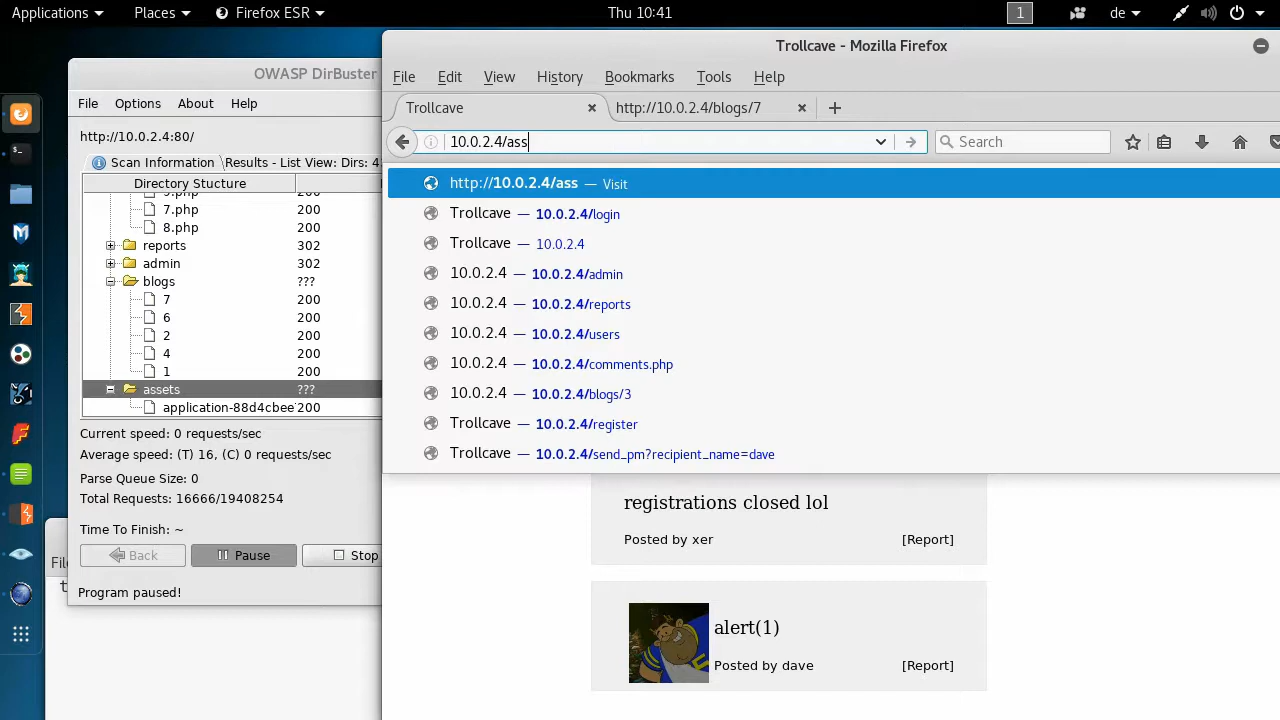 Applications Places Firefox ESR Thu 10:41 1 de
OWASP DirBuster
File Options About Help
http://10.0.2.4:80/
Scan Information Results - List View: Dirs: 4
Directory Stucture
7.php 200
8.php 200
reports 302
admin 302
blogs ???
7 200
6 200
2 200
4 200
1 200
assets ???
application-88d4cbee 200
Current speed: 0 requests/sec
Average speed: (T) 16, (C) 0 requests/sec
Parse Queue Size: 0
Total Requests: 16666/19408254
Time To Finish: ~
Back Pause Stop
Program paused!
Trollcave - Mozilla Firefox
File Edit View History Bookmarks Tools Help
Trollcave http://10.0.2.4/blogs/7
10.0.2.4/ass Search
http://10.0.2.4/ass — Visit
Trollcave — 10.0.2.4/login
Trollcave — 10.0.2.4
10.0.2.4 — 10.0.2.4/admin
10.0.2.4 — 10.0.2.4/reports
10.0.2.4 — 10.0.2.4/users
10.0.2.4 — 10.0.2.4/comments.php
10.0.2.4 — 10.0.2.4/blogs/3
Trollcave — 10.0.2.4/register
Trollcave — 10.0.2.4/send_pm?recipient_name=dave
registrations closed lol
Posted by xer [Report]
alert(1)
Posted by dave [Report]